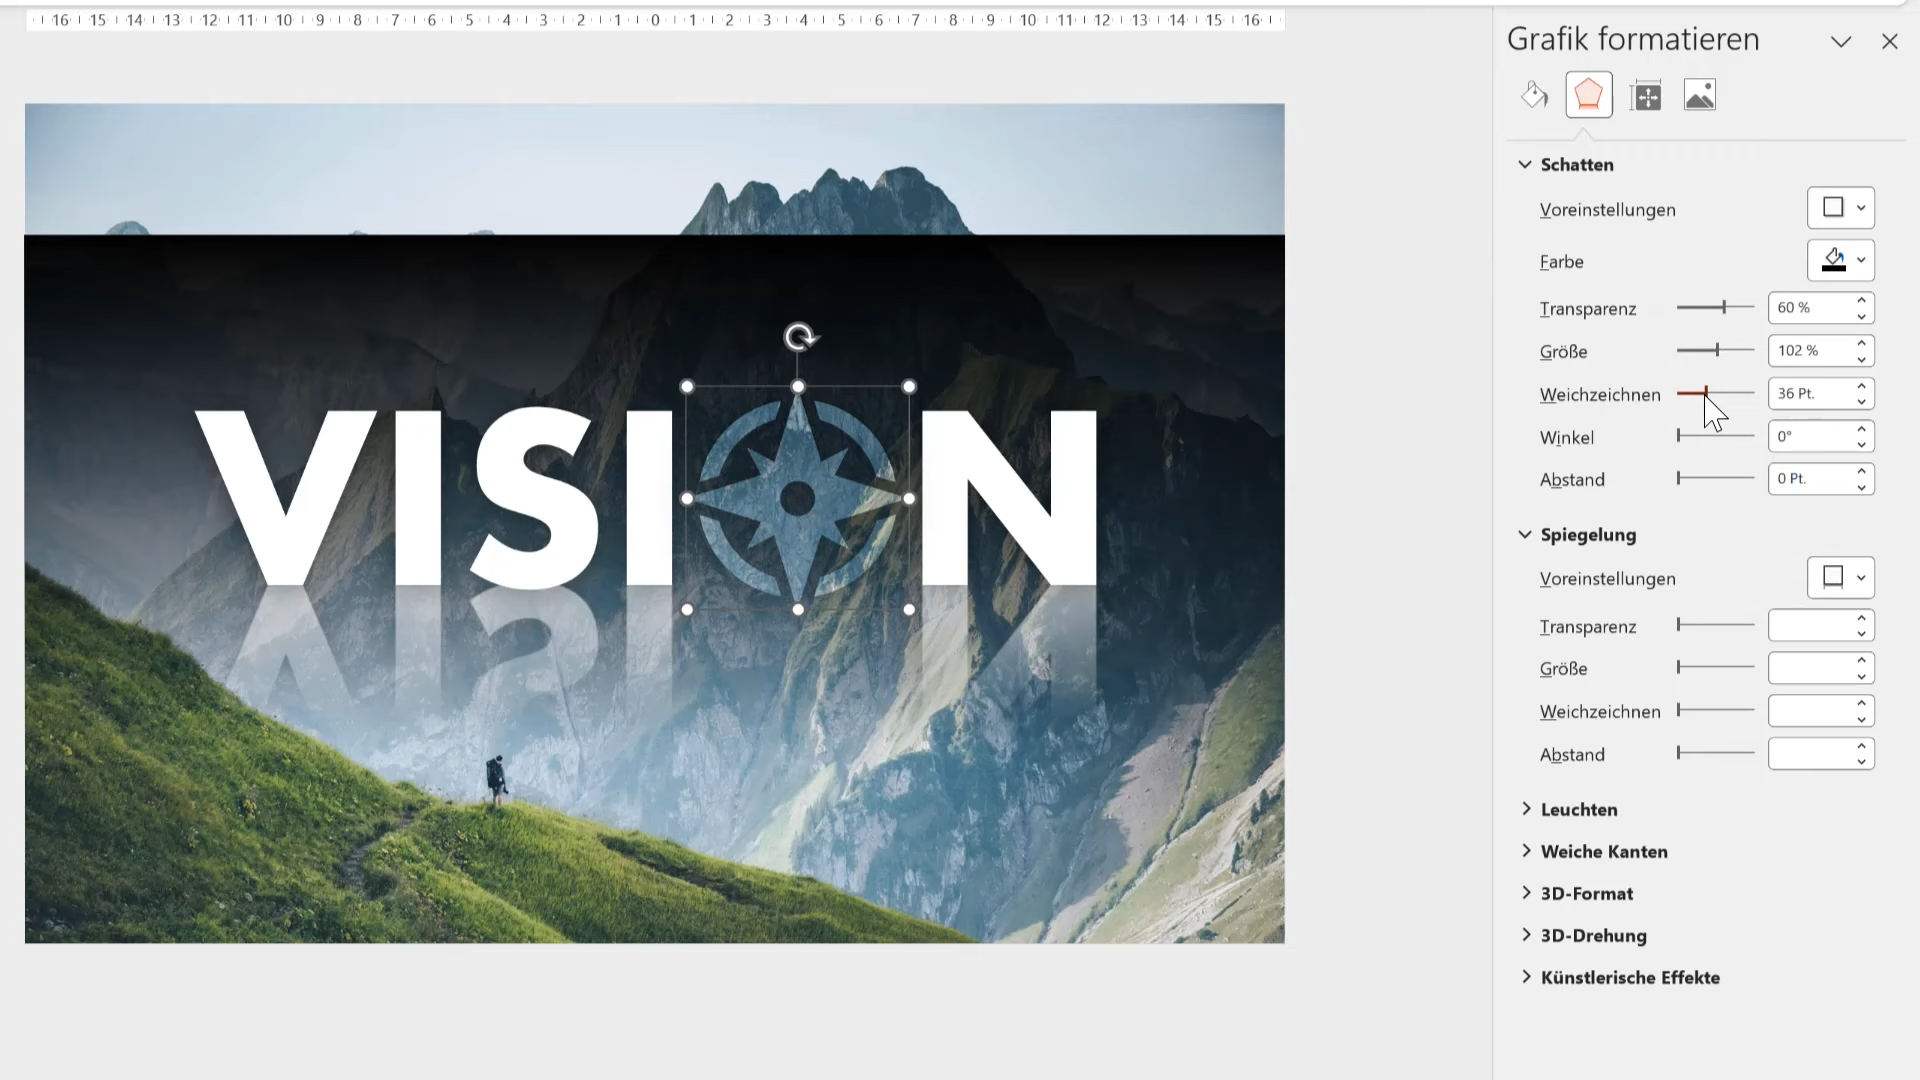 16 15 14 13 12 11 10 9 8 7 6 5 4 3 2 1 0 1 2 3 4 5 6 7 8 9 10 11 12 13 14 15 16
Grafik formatieren
Schatten
Voreinstellungen
Farbe
Transparenz 60 %
Größe 102 %
Weichzeichnen 36 Pt.
Winkel 0°
Abstand 0 Pt.
VISI N
Spiegelung
Voreinstellungen
Transparenz
Größe
Weichzeichnen
Abstand
Leuchten
Weiche Kanten
3D-Format
3D-Drehung
Künstlerische Effekte